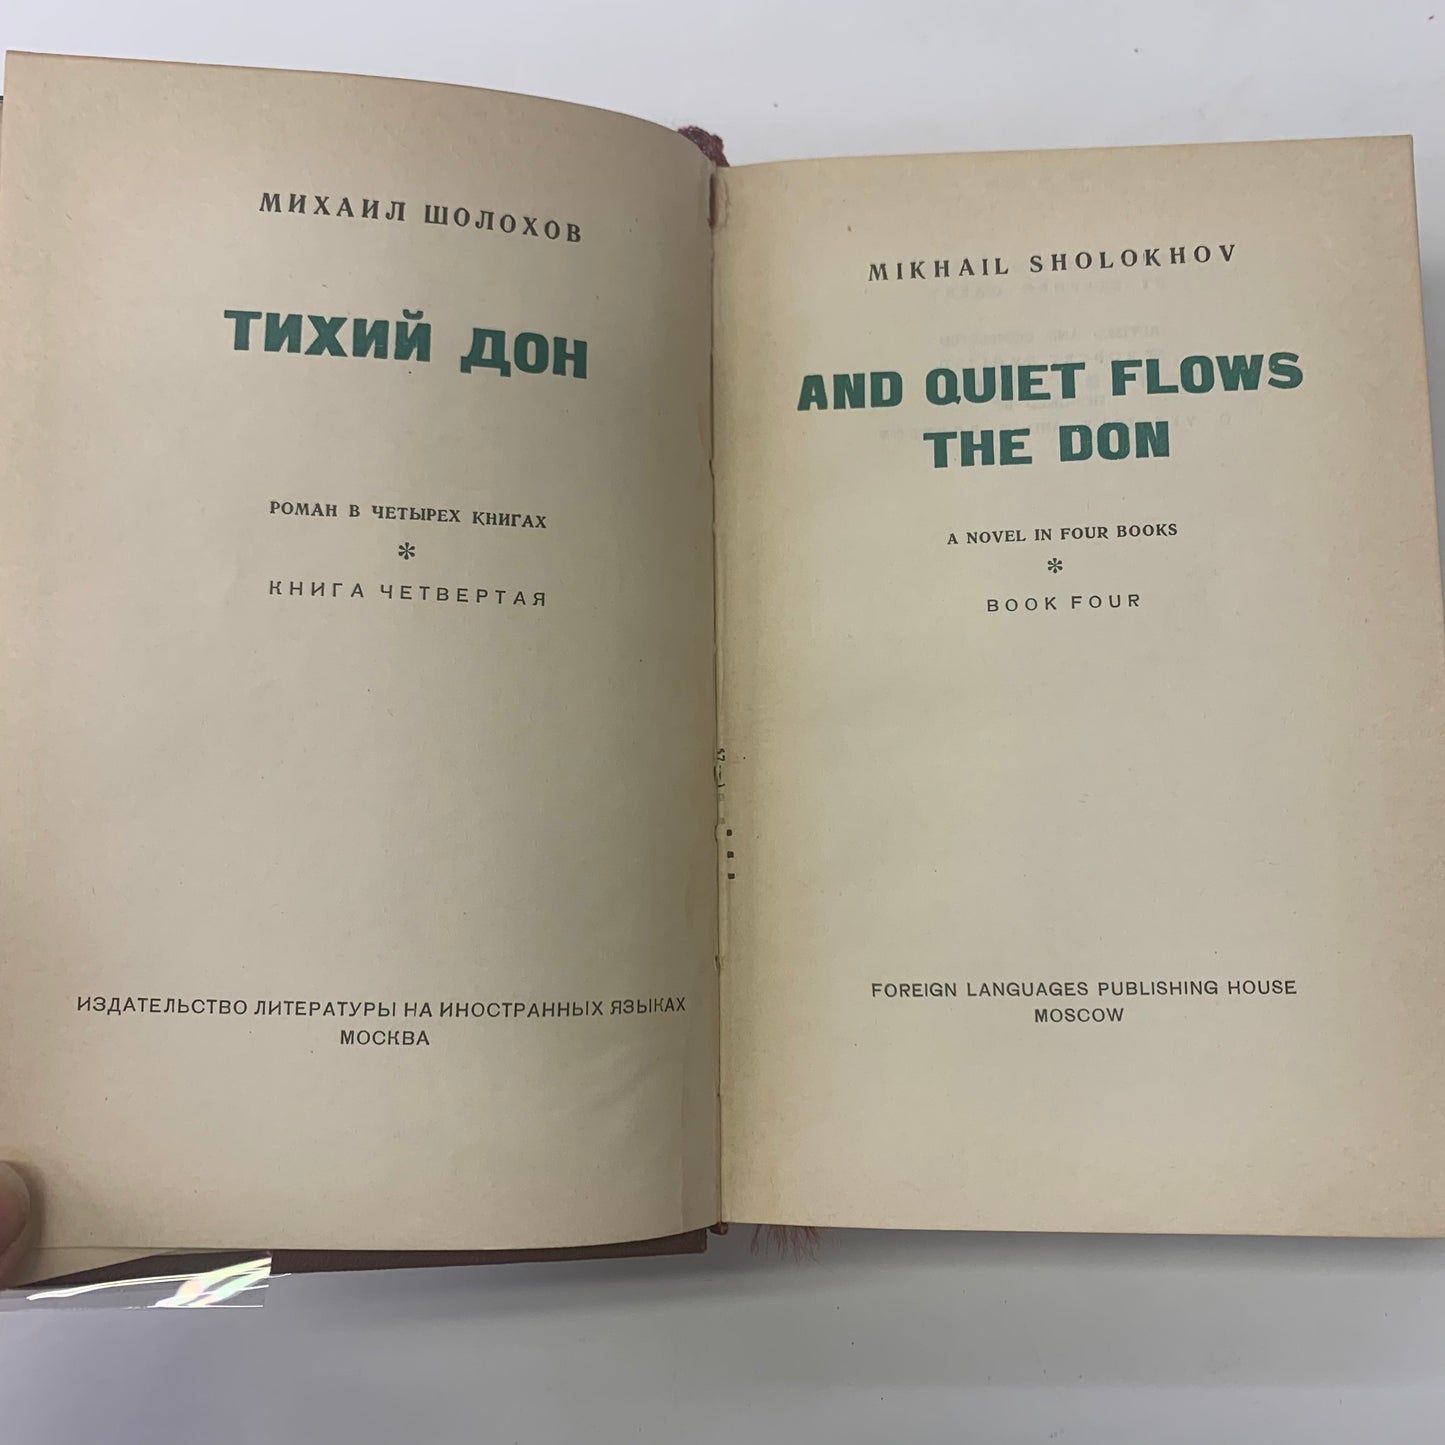 МИХАИЛ ШОЛОХОВ
ТИХИЙ ДОН
РОМАН В ЧЕТЫРЕХ КНИГАХ
*
КНИГА ЧЕТВЕРТАЯ
ИЗДАТЕЛЬСТВО ЛИТЕРАТУРЫ НА ИНОСТРАННЫХ ЯЗЫКАХ
МОСКВА
MIKHAIL SHOLOKHOV
AND QUIET FLOWS
THE DON
A NOVEL IN FOUR BOOKS
*
BOOK FOUR
FOREIGN LANGUAGES PUBLISHING HOUSE
MOSCOW